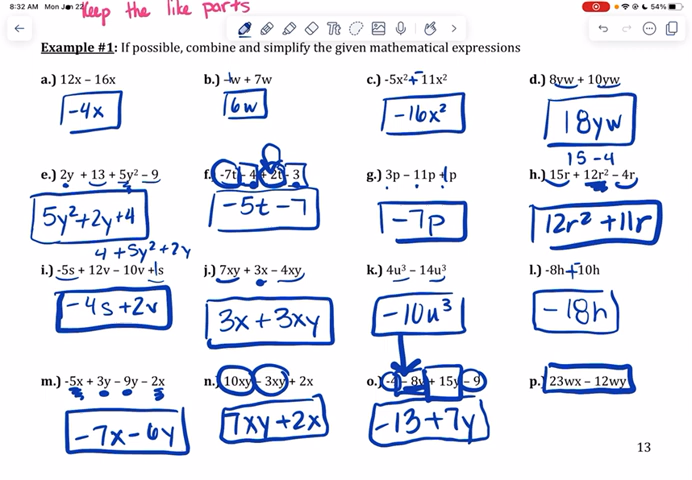 8:32 AM Mon Jan 22 Keep the like parts 54%
Example #1: If possible, combine and simplify the given mathematical expressions
a.) 12x – 16x b.) -1w + 7w c.) -5x² + -11x² d.) 8yw + 10yw
-4x 6w -16x² 18yw
15 -4
e.) 2y + 13 + 5y² – 9 f.) -7t – 4 + 2t – 3 g.) 3p – 11p + 1p h.) 15r + 12r² – 4r
5y²+2y+4 -5t -7 -7p 12r² + 11r
4 + 5y² + 2y
i.) -5s + 12v – 10v + 1s j.) 7xy + 3x – 4xy k.) 4u³ – 14u³ l.) -8h + -10h
-4s+2v 3x + 3xy -10u³ -18h
m.) -5x + 3y – 9y – 2x n.) 10xy – 3xy + 2x o.) -4 – 8y + 15y – 9 p.) 23wx – 12wy
-7x - 6y 7xy + 2x -13 + 7y
13